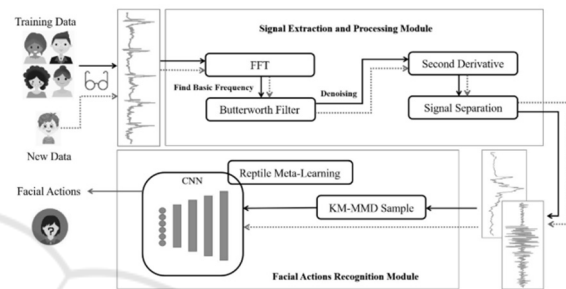 Training Data
Signal Extraction and Processing Module
FFT
Second Derivative
Find Basic Frequency
Denoising
Butterworth Filter
Signal Separation
New Data
CNN
Reptile Meta-Learning
Facial Actions
KM-MMD Sample
?
Facial Actions Recognition Module